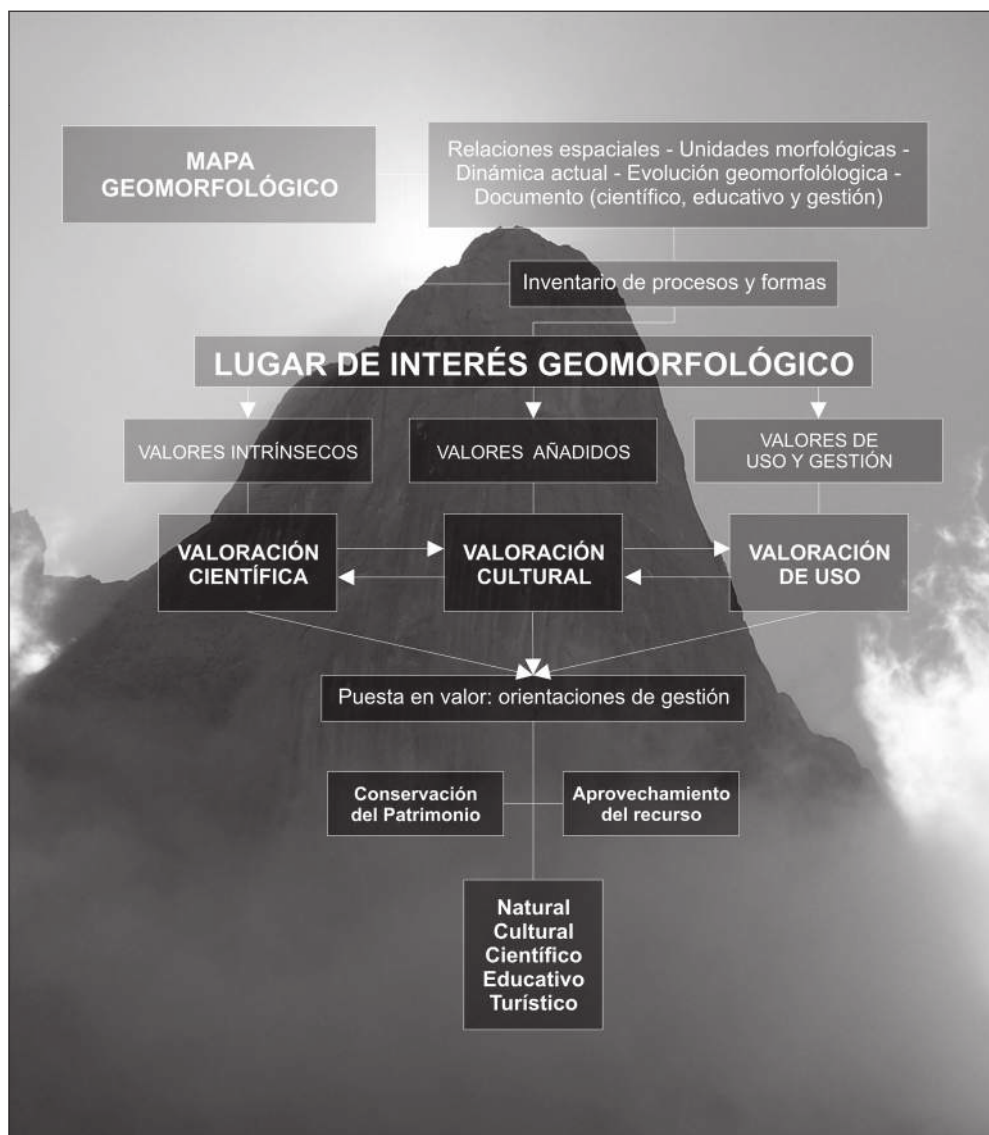 MAPA
GEOMORFOLÓGICO
Relaciones espaciales - Unidades morfológicas -
Dinámica actual - Evolución geomorfolólogica -
Documento (científico, educativo y gestión)
Inventario de procesos y formas
LUGAR DE INTERÉS GEOMORFOLÓGICO
VALORES INTRÍNSECOS
VALORES AÑADIDOS
VALORES DE
USO Y GESTIÓN
VALORACIÓN
CIENTÍFICA
VALORACIÓN
CULTURAL
VALORACIÓN
DE USO
Puesta en valor: orientaciones de gestión
Conservación
del Patrimonio
Aprovechamiento
del recurso
Natural
Cultural
Científico
Educativo
Turístico